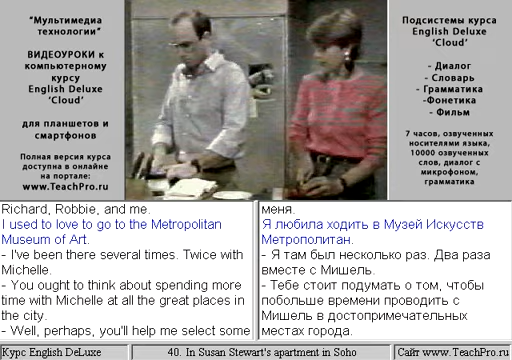 "Мультимедиа
технологии"
ВИДЕОУРОКИ к
компьютерному
курсу
English Deluxe
'Cloud'
для планшетов и
смартфонов
Полная версия курса
доступна в онлайне
на портале:
www.TeachPro.ru
Подсистемы курса
English Deluxe
'Cloud'
- Диалог
- Словарь
- Грамматика
-Фонетика
- Фильм
7 часов, озвученных
носителями языка,
10000 озвученных
слов, диалог с
микрофоном,
грамматика
Richard, Robbie, and me.
I used to love to go to the Metropolitan
Museum of Art.
- I've been there several times. Twice with
Michelle.
- You ought to think about spending more
time with Michelle at all the great places in
the city.
- Well, perhaps, you'll help me select some
меня.
Я любила ходить в Музей Искусств
Метрополитан.
- Я там был несколько раз. Два раза
вместе с Мишель.
- Тебе стоит подумать о том, чтобы
побольше времени проводить с
Мишель в достопримечательных
местах города.
Курс English DeLuxe
40. In Susan Stewart's apartment in Soho
Сайт www.TeachPro.ru